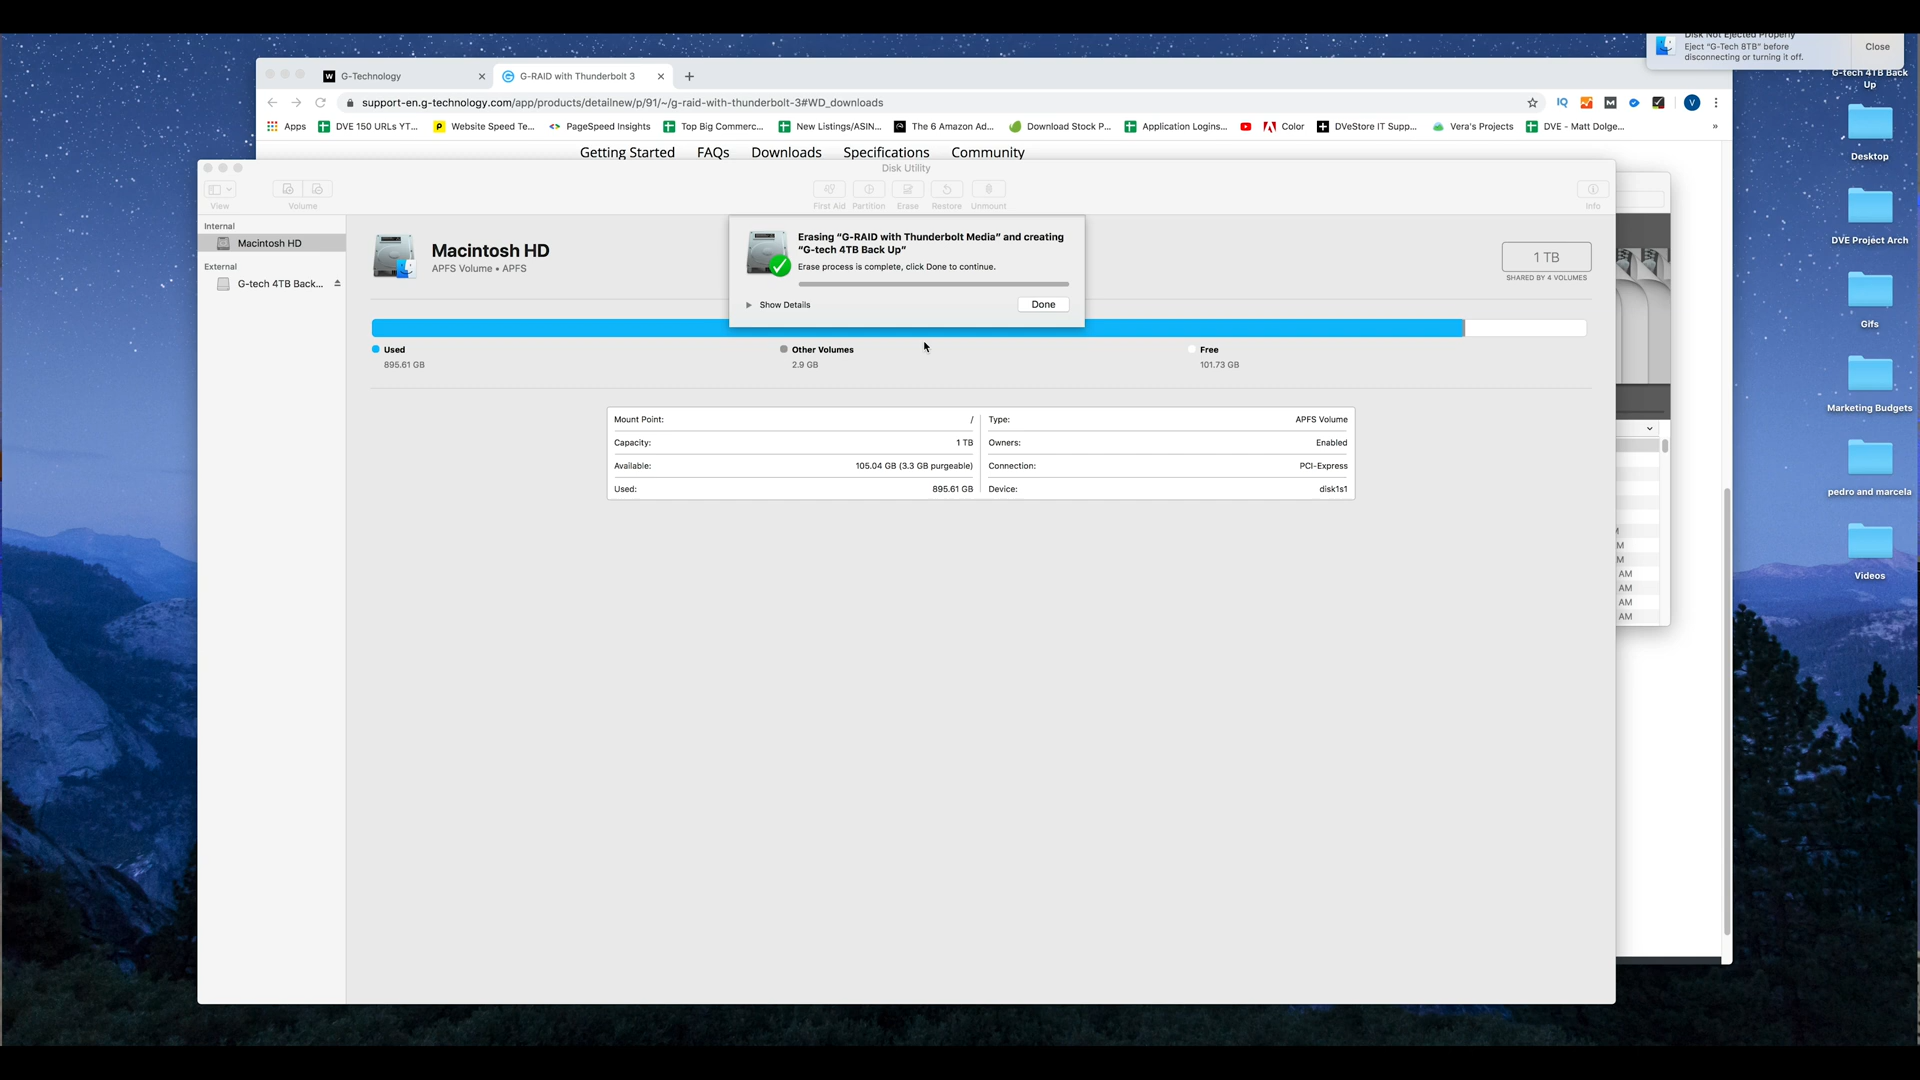 Disk Not Ejected Properly
Eject “G-Tech 8TB” before
disconnecting or turning it off.
Close
G-tech 4TB Back
Up
Desktop
DVE Project Arch
Gifs
Marketing Budgets
pedro and marcela
Videos
G-Technology
G-RAID with Thunderbolt 3
support-en.g-technology.com/app/products/detailnew/p/91/~/g-raid-with-thunderbolt-3#WD_downloads
IQ
V
Apps
DVE 150 URLs YT...
Website Speed Te...
PageSpeed Insights
Top Big Commerc...
New Listings/ASIN...
The 6 Amazon Ad...
Download Stock P...
Application Logins...
Color
DVeStore IT Supp...
Vera's Projects
DVE - Matt Dolge...
»
Getting Started FAQs Downloads Specifications Community
Disk Utility
View
Volume
First Aid Partition Erase Restore Unmount
Info
Internal
Macintosh HD
External
G-tech 4TB Back...
Macintosh HD
APFS Volume • APFS
1 TB
SHARED BY 4 VOLUMES
Erasing “G-RAID with Thunderbolt Media” and creating
“G-tech 4TB Back Up”
Erase process is complete, click Done to continue.
Show Details
Done
Used
895.61 GB
Other Volumes
2.9 GB
Free
101.73 GB
Mount Point: /
Capacity: 1 TB
Available: 105.04 GB (3.3 GB purgeable)
Used: 895.61 GB
Type: APFS Volume
Owners: Enabled
Connection: PCI-Express
Device: disk1s1
M
M
AM
AM
AM
AM